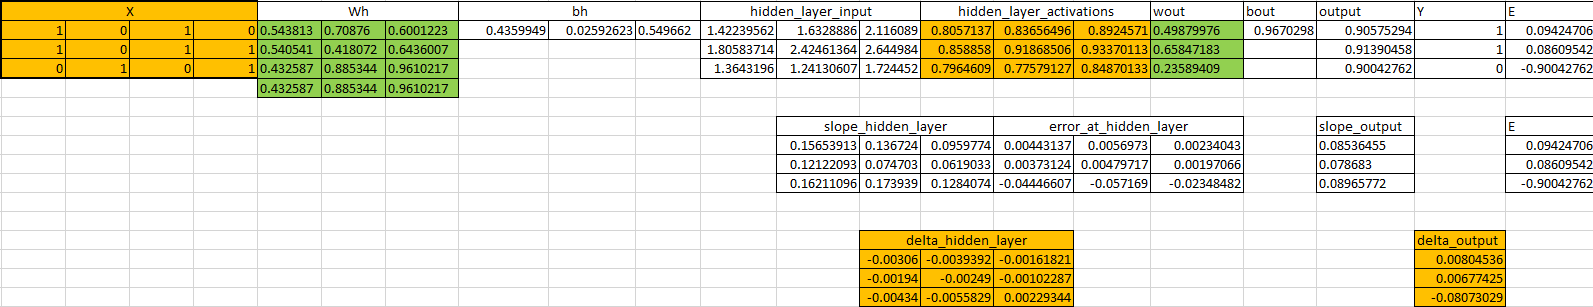 X Wh bh hidden_layer_input hidden_layer_activations wout bout output Y E
1 0 1 0 0.543813 0.70876 0.6001223 0.4359949 0.02592623 0.549662 1.42239562 1.6328886 2.116089 0.8057137 0.83656496 0.8924571 0.49879976 0.9670298 0.90575294 1 0.09424706
1 0 1 1 0.540541 0.418072 0.6436007 1.80583714 2.42461364 2.644984 0.858858 0.91868506 0.93370113 0.65847183 0.91390458 1 0.08609542
0 1 0 1 0.432587 0.885344 0.9610217 1.3643196 1.24130607 1.724452 0.7964609 0.77579127 0.84870133 0.23589409 0.90042762 0 -0.90042762
0.432587 0.885344 0.9610217
slope_hidden_layer error_at_hidden_layer slope_output E
0.15653913 0.136724 0.0959774 0.00443137 0.0056973 0.00234043 0.08536455 0.09424706
0.12122093 0.074703 0.0619033 0.00373124 0.00479717 0.00197066 0.078683 0.08609542
0.16211096 0.173939 0.1284074 -0.04446607 -0.057169 -0.02348482 0.08965772 -0.90042762
delta_hidden_layer delta_output
-0.00306 -0.0039392 -0.00161821 0.00804536
-0.00194 -0.00249 -0.00102287 0.00677425
-0.00434 -0.0055829 0.00229344 -0.08073029